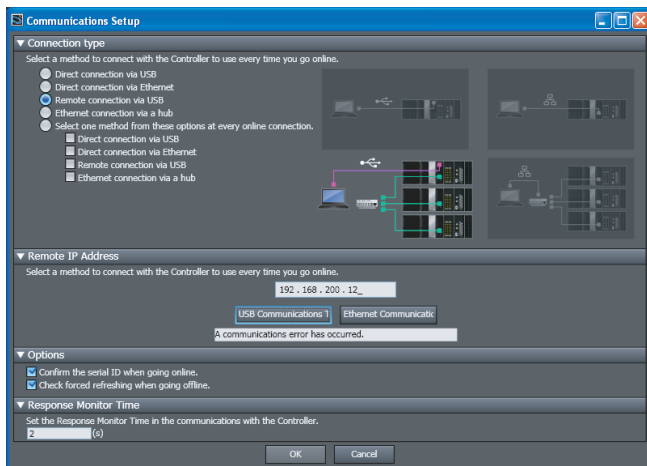 Communications Setup
▼ Connection type
Select a method to connect with the Controller to use every time you go online.
Direct connection via USB
Direct connection via Ethernet
Remote connection via USB
Ethernet connection via a hub
Select one method from these options at every online connection.
Direct connection via USB
Direct connection via Ethernet
Remote connection via USB
Ethernet connection via a hub
▼ Remote IP Address
Select a method to connect with the Controller to use every time you go online.
192 . 168 . 200 . 12_
USB Communications T Ethernet Communicatic
A communications error has occurred.
▼ Options
Confirm the serial ID when going online.
Check forced refreshing when going offline.
▼ Response Monitor Time
Set the Response Monitor Time in the communications with the Controller.
2 (s)
OK Cancel